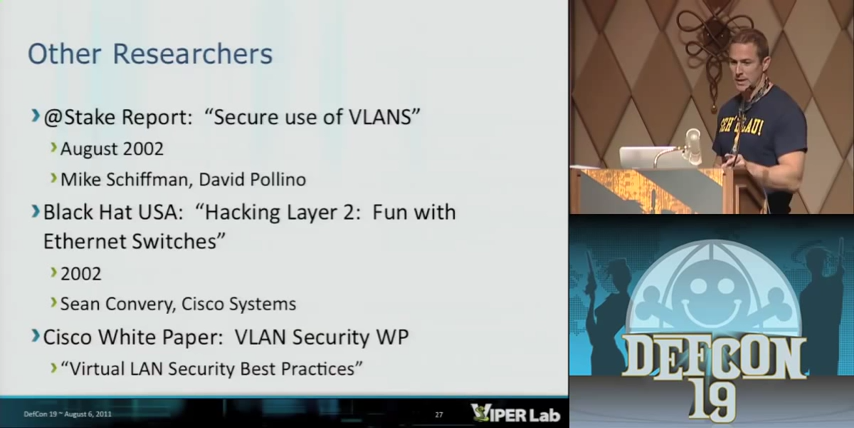 Other Researchers
@Stake Report: “Secure use of VLANS”
August 2002
Mike Schiffman, David Pollino
Black Hat USA: “Hacking Layer 2: Fun with
Ethernet Switches”
2002
Sean Convery, Cisco Systems
Cisco White Paper: VLAN Security WP
“Virtual LAN Security Best Practices”
DefCon 19 ~ August 6, 2011
27
VIPER Lab
DEFCON
19